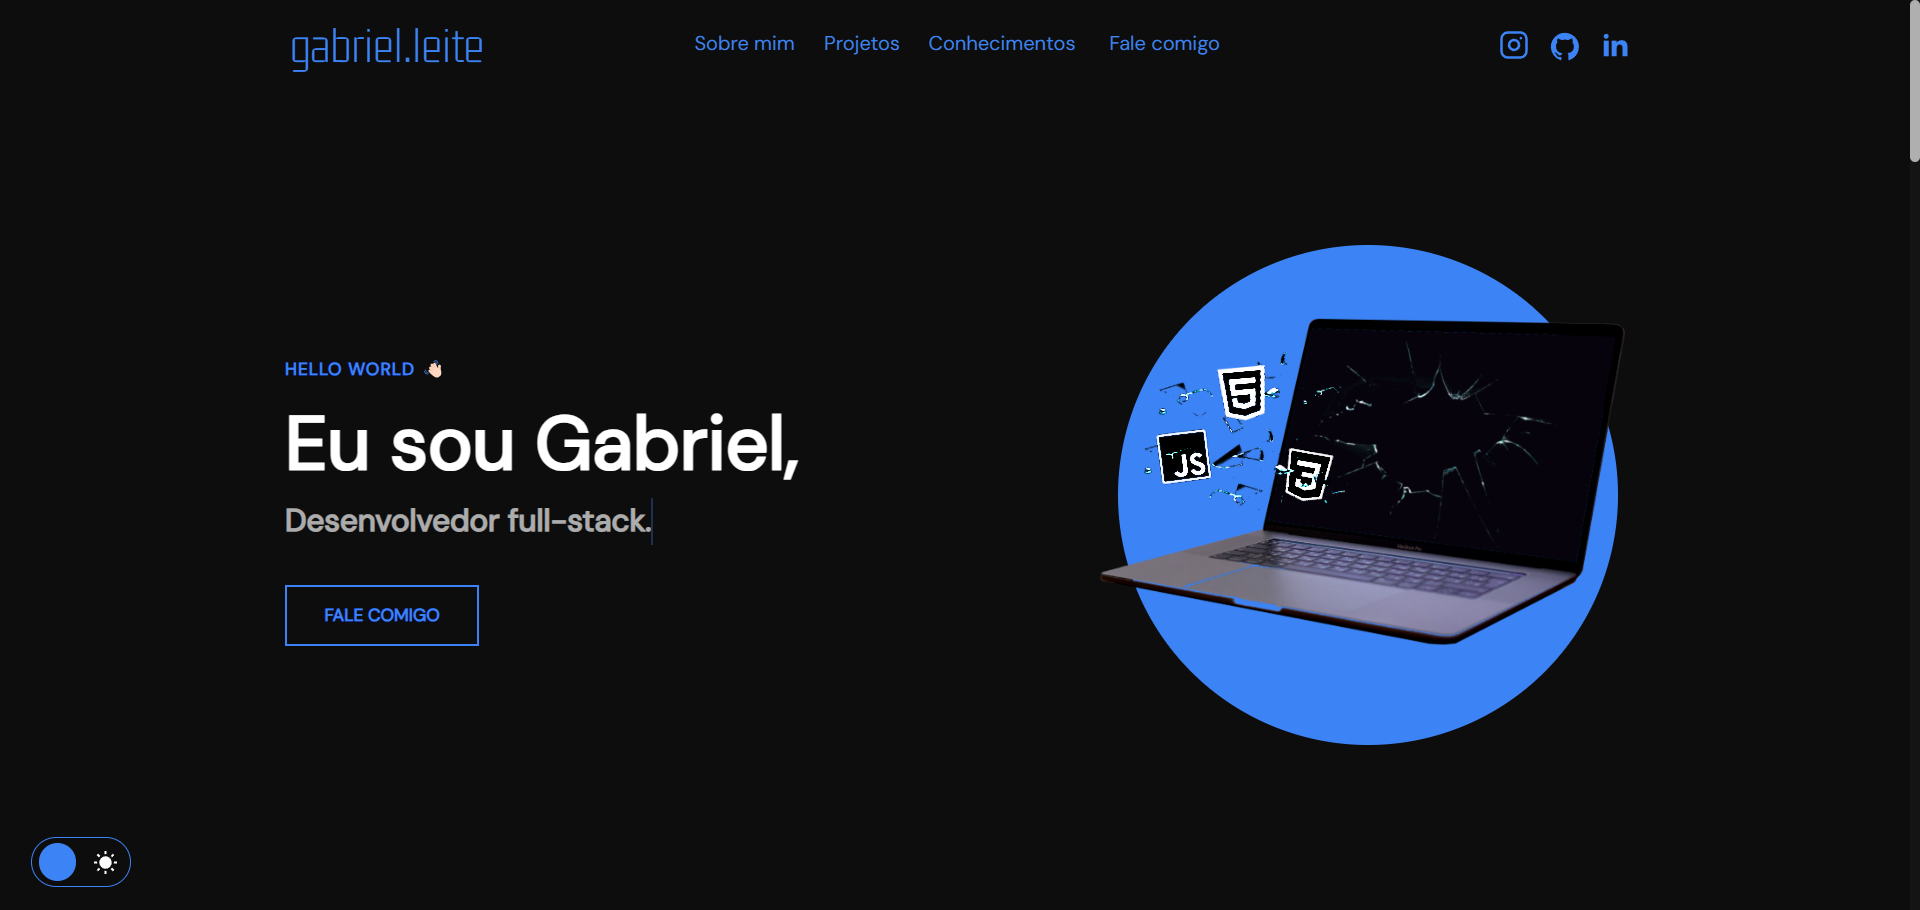 gabriel.leite
Sobre mim Projetos Conhecimentos Fale comigo
HELLO WORLD 👋🏻
Eu sou Gabriel,
Desenvolvedor full-stack.
FALE COMIGO
5
JS
3